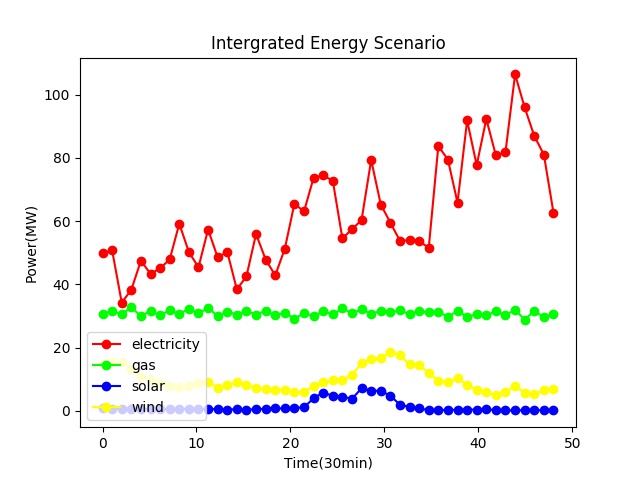 Intergrated Energy Scenario
Power(MW)
100
80
60
40
20
0
electricity
gas
solar
wind
0 10 20 30 40 50
Time(30min)